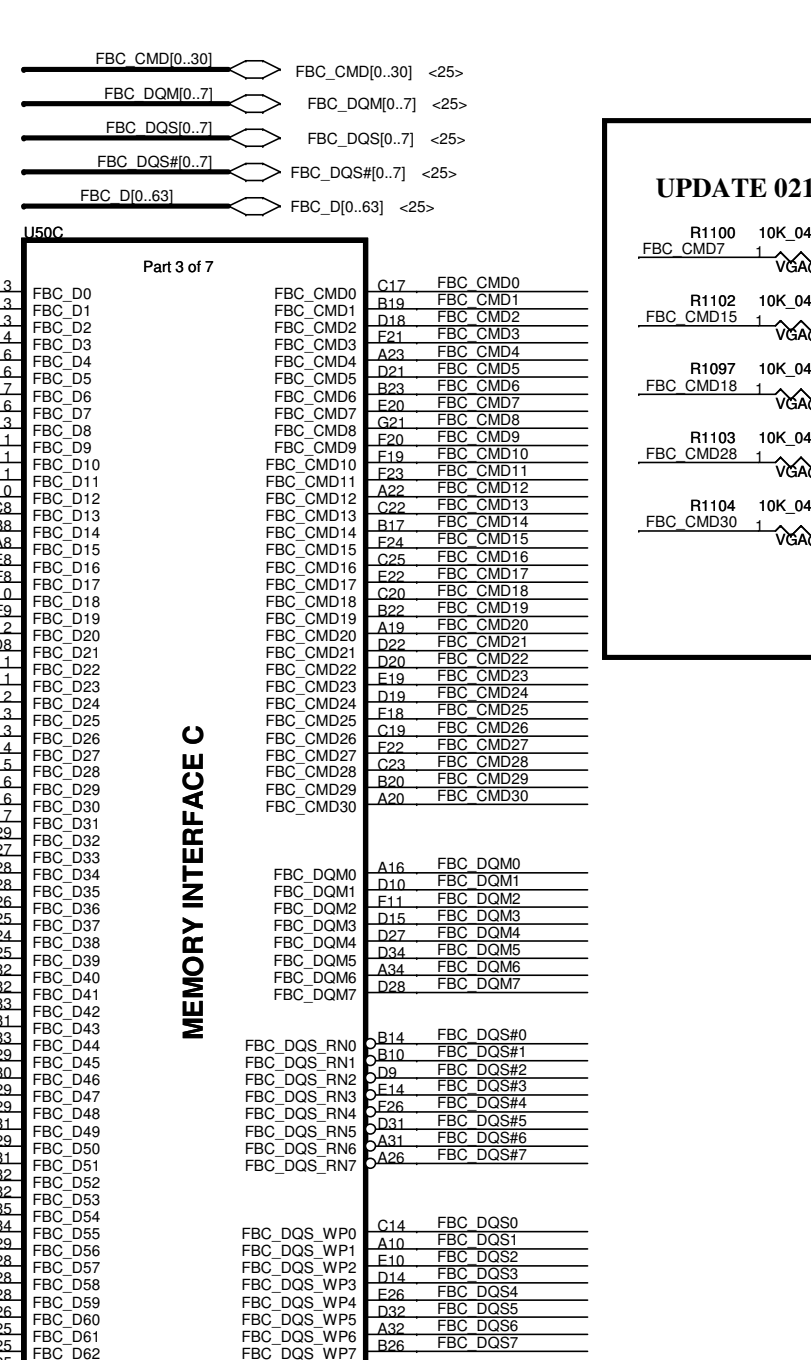 FBC_CMD[0..30] FBC_CMD[0..30] <25>
FBC_DQM[0..7] FBC_DQM[0..7] <25>
FBC_DQS[0..7] FBC_DQS[0..7] <25>
FBC_DQS#[0..7] FBC_DQS#[0..7] <25>
FBC_D[0..63] FBC_D[0..63] <25>
U50C
Part 3 of 7
MEMORY INTERFACE C
FBC_D0
FBC_D1
FBC_D2
FBC_D3
FBC_D4
FBC_D5
FBC_D6
FBC_D7
FBC_D8
FBC_D9
FBC_D10
FBC_D11
FBC_D12
FBC_D13
FBC_D14
FBC_D15
FBC_D16
FBC_D17
FBC_D18
FBC_D19
FBC_D20
FBC_D21
FBC_D22
FBC_D23
FBC_D24
FBC_D25
FBC_D26
FBC_D27
FBC_D28
FBC_D29
FBC_D30
FBC_D31
FBC_D32
FBC_D33
FBC_D34
FBC_D35
FBC_D36
FBC_D37
FBC_D38
FBC_D39
FBC_D40
FBC_D41
FBC_D42
FBC_D43
FBC_D44
FBC_D45
FBC_D46
FBC_D47
FBC_D48
FBC_D49
FBC_D50
FBC_D51
FBC_D52
FBC_D53
FBC_D54
FBC_D55
FBC_D56
FBC_D57
FBC_D58
FBC_D59
FBC_D60
FBC_D61
FBC_D62
FBC_CMD0 C17 FBC_CMD0
FBC_CMD1 B19 FBC_CMD1
FBC_CMD2 D18 FBC_CMD2
FBC_CMD3 F21 FBC_CMD3
FBC_CMD4 A23 FBC_CMD4
FBC_CMD5 D21 FBC_CMD5
FBC_CMD6 B23 FBC_CMD6
FBC_CMD7 E20 FBC_CMD7
FBC_CMD8 G21 FBC_CMD8
FBC_CMD9 F20 FBC_CMD9
FBC_CMD10 F19 FBC_CMD10
FBC_CMD11 F23 FBC_CMD11
FBC_CMD12 A22 FBC_CMD12
FBC_CMD13 C22 FBC_CMD13
FBC_CMD14 B17 FBC_CMD14
FBC_CMD15 F24 FBC_CMD15
FBC_CMD16 C25 FBC_CMD16
FBC_CMD17 E22 FBC_CMD17
FBC_CMD18 C20 FBC_CMD18
FBC_CMD19 B22 FBC_CMD19
FBC_CMD20 A19 FBC_CMD20
FBC_CMD21 D22 FBC_CMD21
FBC_CMD22 D20 FBC_CMD22
FBC_CMD23 E19 FBC_CMD23
FBC_CMD24 D19 FBC_CMD24
FBC_CMD25 F18 FBC_CMD25
FBC_CMD26 C19 FBC_CMD26
FBC_CMD27 F22 FBC_CMD27
FBC_CMD28 C23 FBC_CMD28
FBC_CMD29 B20 FBC_CMD29
FBC_CMD30 A20 FBC_CMD30
FBC_DQM0 A16 FBC_DQM0
FBC_DQM1 D10 FBC_DQM1
FBC_DQM2 F11 FBC_DQM2
FBC_DQM3 D15 FBC_DQM3
FBC_DQM4 D27 FBC_DQM4
FBC_DQM5 D34 FBC_DQM5
FBC_DQM6 A34 FBC_DQM6
FBC_DQM7 D28 FBC_DQM7
FBC_DQS_RN0 B14 FBC_DQS#0
FBC_DQS_RN1 B10 FBC_DQS#1
FBC_DQS_RN2 D9 FBC_DQS#2
FBC_DQS_RN3 E14 FBC_DQS#3
FBC_DQS_RN4 F26 FBC_DQS#4
FBC_DQS_RN5 D31 FBC_DQS#5
FBC_DQS_RN6 A31 FBC_DQS#6
FBC_DQS_RN7 A26 FBC_DQS#7
FBC_DQS_WP0 C14 FBC_DQS0
FBC_DQS_WP1 A10 FBC_DQS1
FBC_DQS_WP2 E10 FBC_DQS2
FBC_DQS_WP3 D14 FBC_DQS3
FBC_DQS_WP4 E26 FBC_DQS4
FBC_DQS_WP5 D32 FBC_DQS5
FBC_DQS_WP6 A32 FBC_DQS6
FBC_DQS_WP7 B26 FBC_DQS7
UPDATE 021
R1100 10K_04
FBC_CMD7 1
R1102 10K_04
FBC_CMD15 1
R1097 10K_04
FBC_CMD18 1
R1103 10K_04
FBC_CMD28 1
R1104 10K_04
FBC_CMD30 1